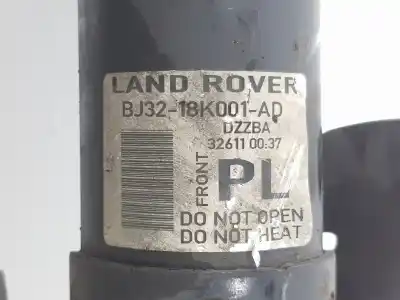 LAND ROVER
BJ32-18K001-AD
DZZBA
32611 00:37
FRONT
PL
DO NOT OPEN
DO NOT HEAT